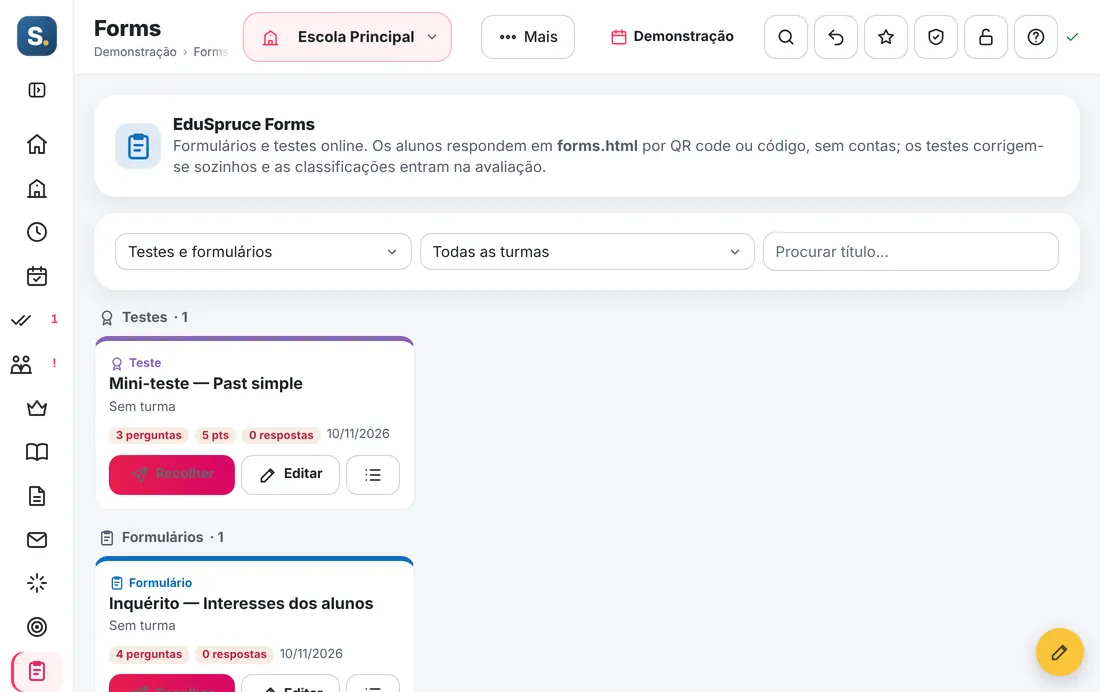 S.
Forms
Demonstração › Forms
Escola Principal
Mais
Demonstração
EduSpruce Forms
Formulários e testes online. Os alunos respondem em forms.html por QR code ou código, sem contas; os testes corrigem-
se sozinhos e as classificações entram na avaliação.
Testes e formulários
Todas as turmas
Procurar título...
1
!
Testes · 1
Teste
Mini-teste — Past simple
Sem turma
3 perguntas 5 pts 0 respostas 10/11/2026
Recolher Editar
Formulários · 1
Formulário
Inquérito — Interesses dos alunos
Sem turma
4 perguntas 0 respostas 10/11/2026
Recolher Editar